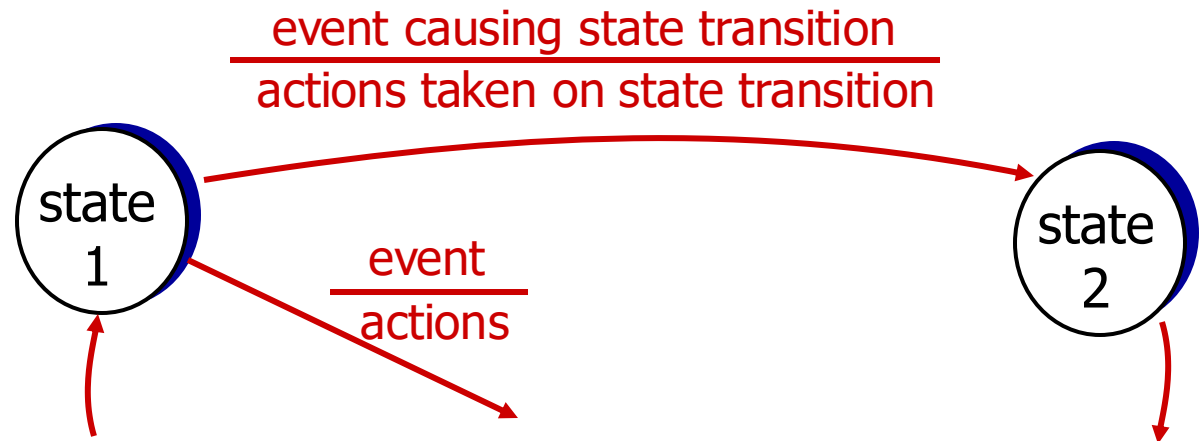 event causing state transition
actions taken on state transition
state
1
state
2
event
actions